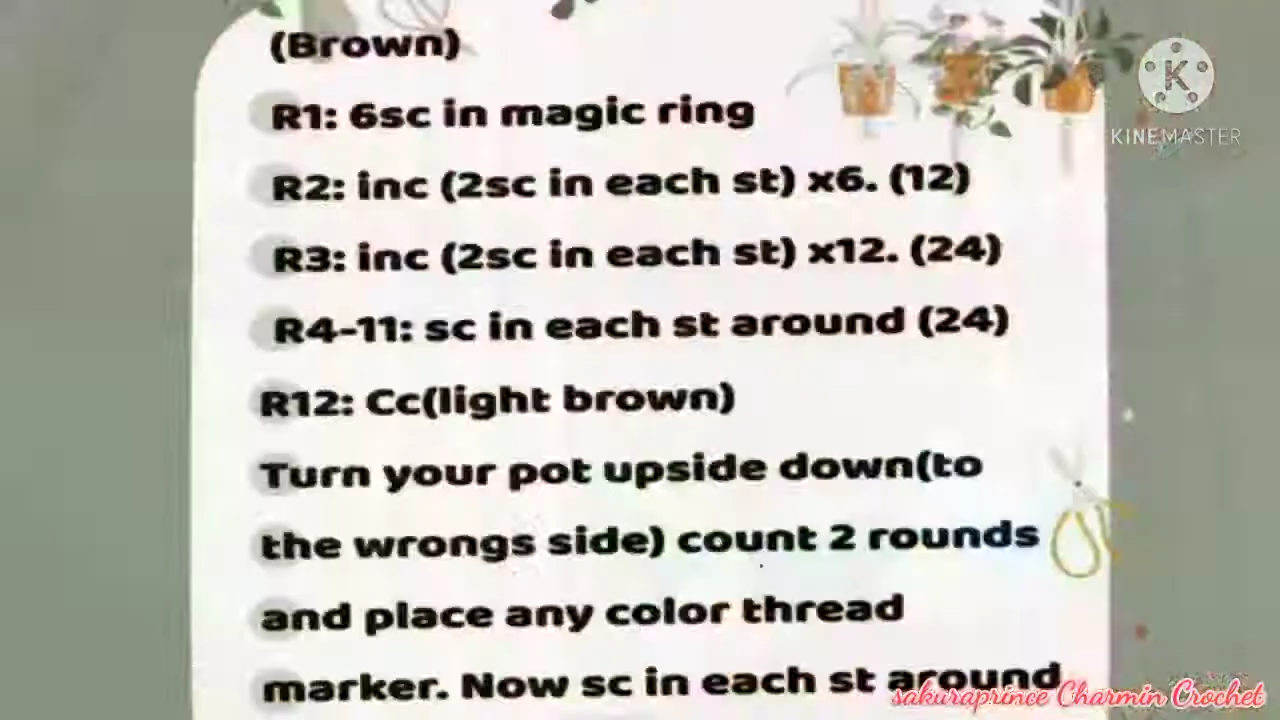 (Brown)
R1: 6sc in magic ring
R2: inc (2sc in each st) x6. (12)
R3: inc (2sc in each st) x12. (24)
R4-11: sc in each st around (24)
R12: Cc(light brown)
Turn your pot upside down(to
the wrongs side) count 2 rounds
and place any color thread
marker. Now sc in each st around
K
KINEMASTER
sakuraprince Charmin Crochet